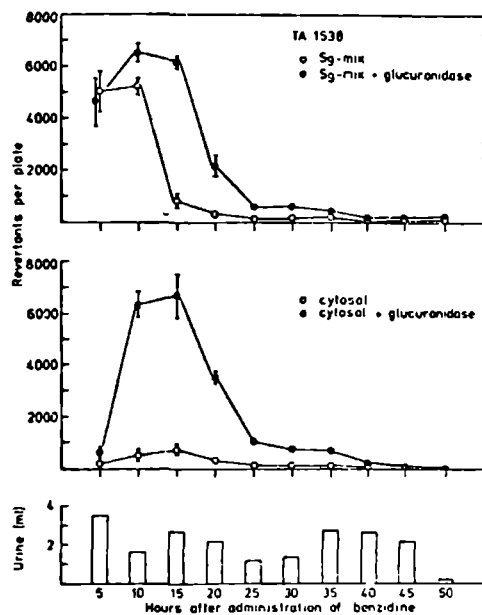 TA 1538
S9-mix
S9-mix + glucuronidase
8000
6000
4000
2000
0
Revertants per plate
cytosol
cytosol + glucuronidase
8000
6000
4000
2000
Urine (ml)
4
2
5 10 15 20 25 30 35 40 45 50
Hours after administration of benzidine